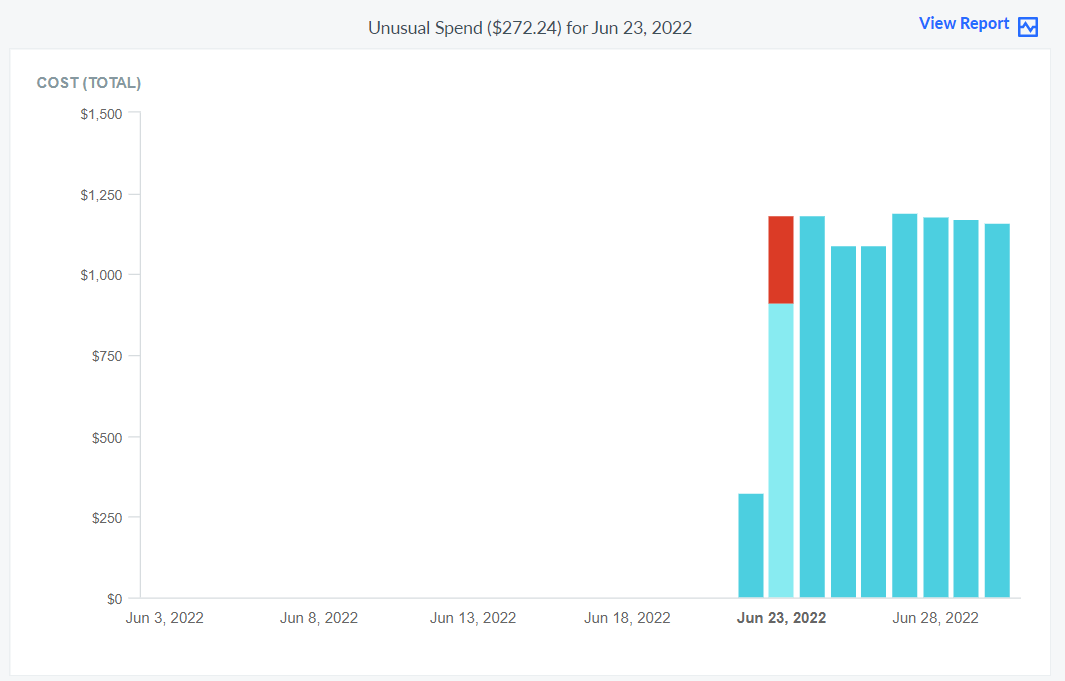 Unusual Spend ($272.24) for Jun 23, 2022
View Report
COST (TOTAL)
$1,500
$1,250
$1,000
$750
$500
$250
$0
Jun 3, 2022 Jun 8, 2022 Jun 13, 2022 Jun 18, 2022 Jun 23, 2022 Jun 28, 2022